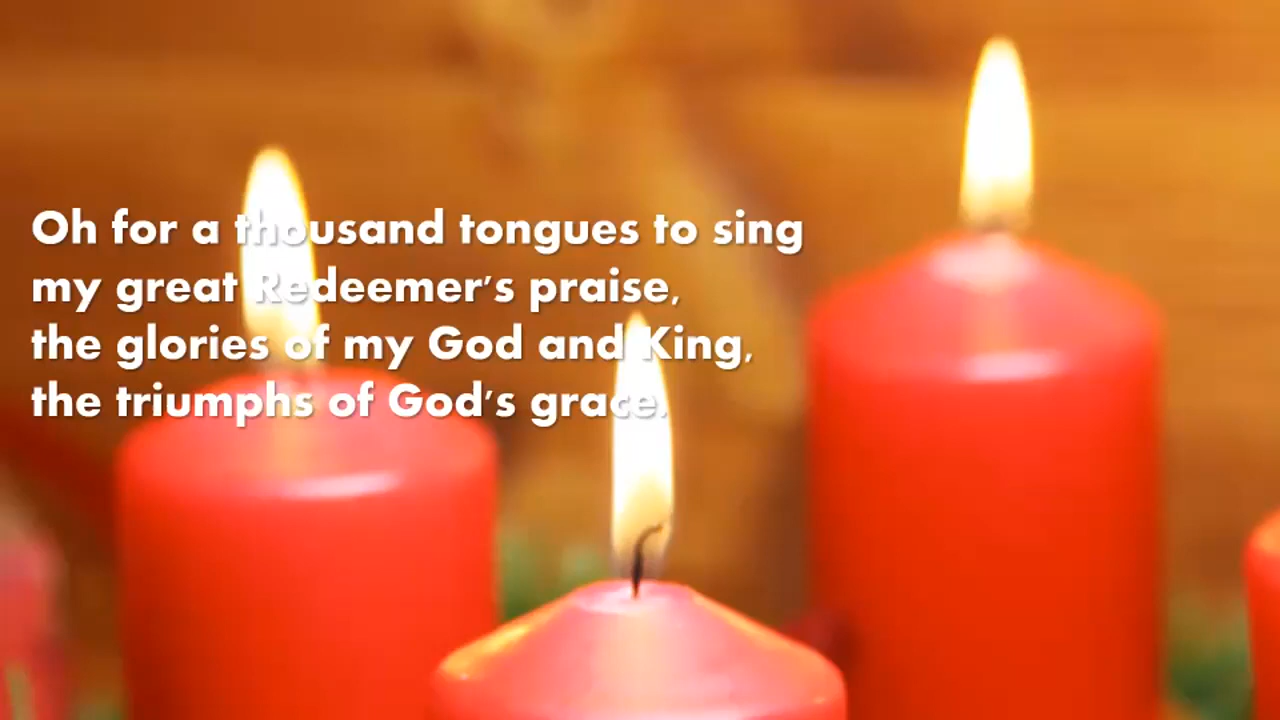 Oh for a thousand tongues to sing
my great Redeemer's praise,
the glories of my God and King,
the triumphs of God's grace.